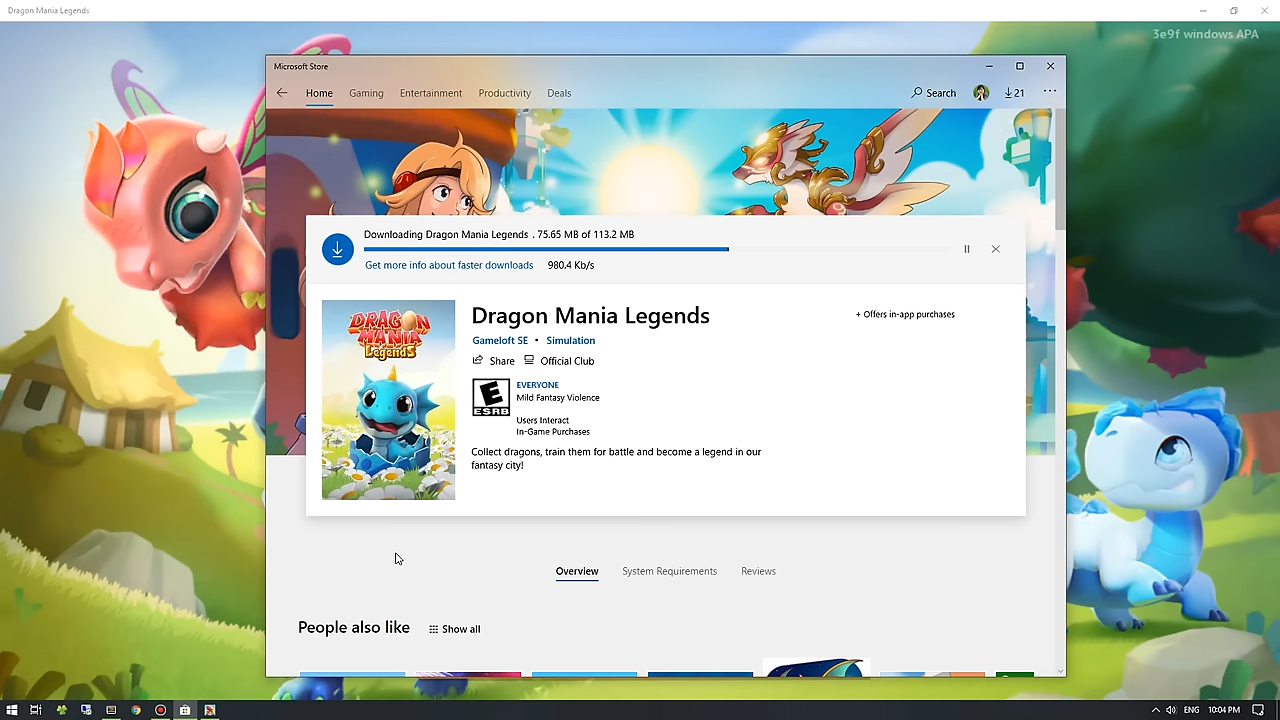 Dragon Mania Legends
3e9f windows APA
Microsoft Store
Home Gaming Entertainment Productivity Deals Search 21
Downloading Dragon Mania Legends . 75.65 MB of 113.2 MB
Get more info about faster downloads 980.4 Kb/s
DRAGON
MANIA
Legends
Dragon Mania Legends
+ Offers in-app purchases
Gameloft SE • Simulation
Share Official Club
E
ESRB
EVERYONE
Mild Fantasy Violence
Users Interact
In-Game Purchases
Collect dragons, train them for battle and become a legend in our
fantasy city!
Overview System Requirements Reviews
People also like Show all
ENG 10:04 PM